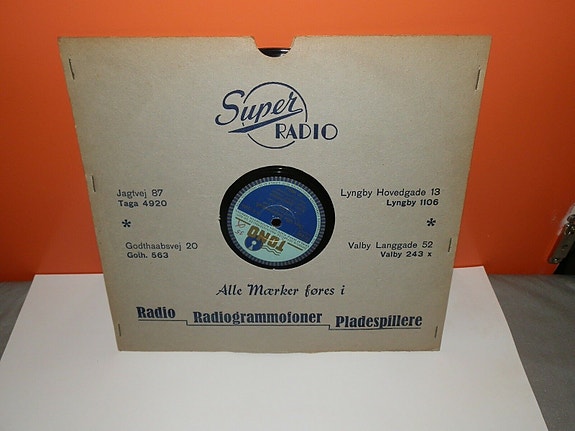 Super
RADIO
Jagtvej 87
Taga 4920
Lyngby Hovedgade 13
Lyngby 1106
*
*
Godthaabsvej 20
Golh. 563
Valby Langgade 52
Valby 243 x
TONO
Alle Mærker føres i
Radio Radiogrammofoner Pladespillere